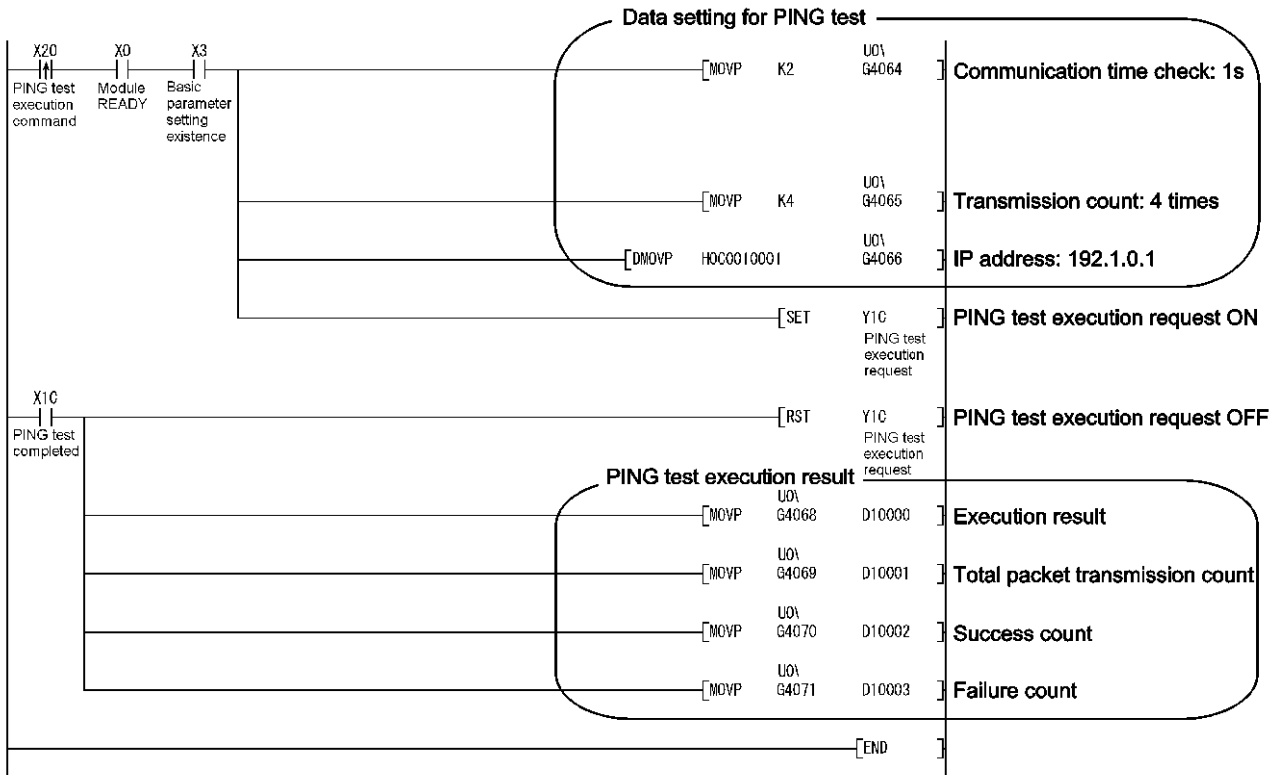 Data setting for PING test
X20 X0 X3
U0\
MOVP K2 G4064 Communication time check: 1s
PING test execution command
Module READY
Basic parameter setting existence
U0\
MOVP K4 G4065 Transmission count: 4 times
U0\
DMOVP H0C0010001 G4066 IP address: 192.1.0.1
SET Y1C PING test execution request ON
PING test
execution
request
X1C
RST Y1C PING test execution request OFF
PING test
completed
PING test
execution
request
PING test execution result
U0\
MOVP G4068 D10000 Execution result
U0\
MOVP G4069 D10001 Total packet transmission count
U0\
MOVP G4070 D10002 Success count
U0\
MOVP G4071 D10003 Failure count
END